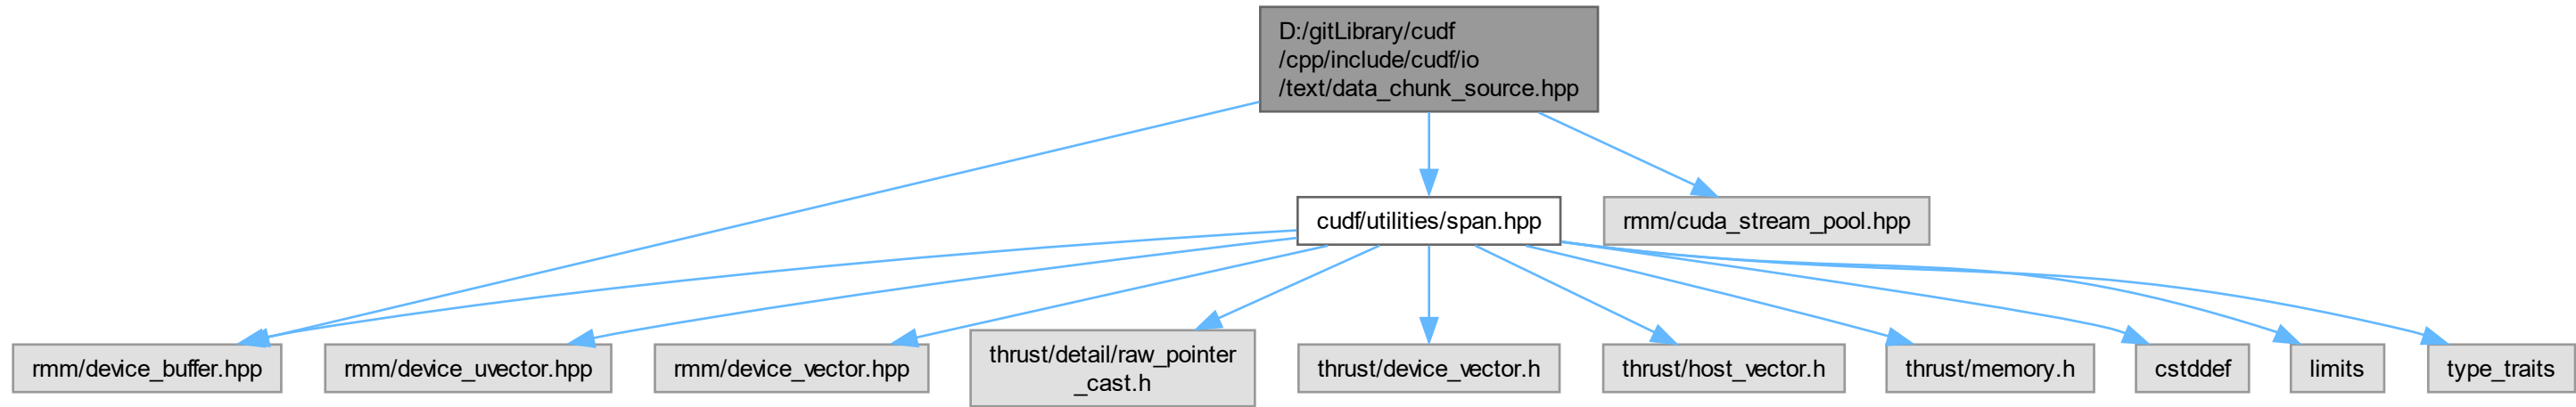 D:/gitLibrary/cudf
/cpp/include/cudf/io
/text/data_chunk_source.hpp
cudf/utilities/span.hpp
rmm/cuda_stream_pool.hpp
rmm/device_buffer.hpp
rmm/device_uvector.hpp
rmm/device_vector.hpp
thrust/detail/raw_pointer
_cast.h
thrust/device_vector.h
thrust/host_vector.h
thrust/memory.h
cstddef
limits
type_traits